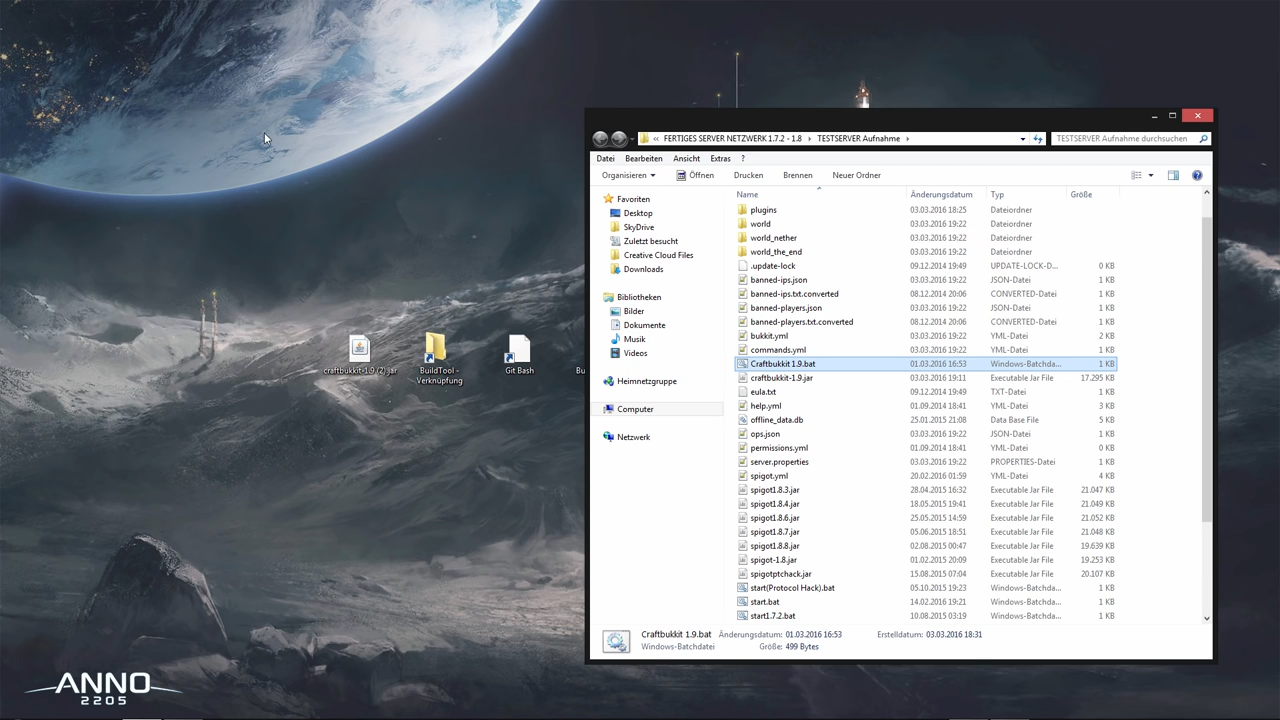 FERTIGES SERVER NETZWERK 1.7.2 - 1.8 TESTSERVER Aufnahme TESTSERVER Aufnahme durchsuchen
Datei Bearbeiten Ansicht Extras ?
Organisieren Öffnen Drucken Brennen Neuer Ordner
Favoriten
Desktop
SkyDrive
Zuletzt besucht
Creative Cloud Files
Downloads
Bibliotheken
Bilder
Dokumente
Musik
Videos
Heimnetzgruppe
Computer
Netzwerk
Name Änderungsdatum Typ Größe
plugins 03.03.2016 18:25 Dateiordner
world 03.03.2016 19:22 Dateiordner
world_nether 03.03.2016 19:22 Dateiordner
world_the_end 03.03.2016 19:22 Dateiordner
.update-lock 09.12.2014 19:49 UPDATE-LOCK-D... 0 KB
banned-ips.json 03.03.2016 19:22 JSON-Datei 1 KB
banned-ips.txt.converted 08.12.2014 20:06 CONVERTED-Datei 1 KB
banned-players.json 03.03.2016 19:22 JSON-Datei 1 KB
banned-players.txt.converted 08.12.2014 20:06 CONVERTED-Datei 1 KB
bukkit.yml 03.03.2016 19:22 YML-Datei 2 KB
commands.yml 03.03.2016 19:22 YML-Datei 1 KB
Craftbukkit 1.9.bat 01.03.2016 16:53 Windows-Batchda... 1 KB
craftbukkit-1.9.jar 03.03.2016 19:11 Executable Jar File 17.295 KB
eula.txt 09.12.2014 19:49 TXT-Datei 1 KB
help.yml 01.09.2014 18:41 YML-Datei 3 KB
offline_data.db 25.01.2015 21:08 Data Base File 5 KB
ops.json 03.03.2016 19:22 JSON-Datei 1 KB
permissions.yml 01.09.2014 18:41 YML-Datei 0 KB
server.properties 03.03.2016 19:22 PROPERTIES-Datei 1 KB
spigot.yml 20.02.2016 01:59 YML-Datei 4 KB
spigot1.8.3.jar 28.04.2015 16:32 Executable Jar File 21.047 KB
spigot1.8.4.jar 18.05.2015 19:41 Executable Jar File 21.049 KB
spigot1.8.6.jar 25.05.2015 14:59 Executable Jar File 21.052 KB
spigot1.8.7.jar 05.06.2015 18:51 Executable Jar File 21.048 KB
spigot1.8.8.jar 02.08.2015 00:47 Executable Jar File 19.639 KB
spigot-1.8.jar 01.02.2015 20:09 Executable Jar File 19.253 KB
spigotptchack.jar 15.08.2015 07:04 Executable Jar File 20.107 KB
start(Protocol Hack).bat 05.10.2015 19:23 Windows-Batchda... 1 KB
start.bat 14.02.2016 19:21 Windows-Batchda... 1 KB
start1.7.2.bat 10.08.2015 03:19 Windows-Batchda... 1 KB
Craftbukkit 1.9.bat Änderungsdatum: 01.03.2016 16:53 Erstelldatum: 03.03.2016 18:31
Windows-Batchdatei Größe: 499 Bytes
craftbukkit-1.9 (2).jar
BuildTool -
Verknüpfung
Git Bash
Bu
ANNO
2205